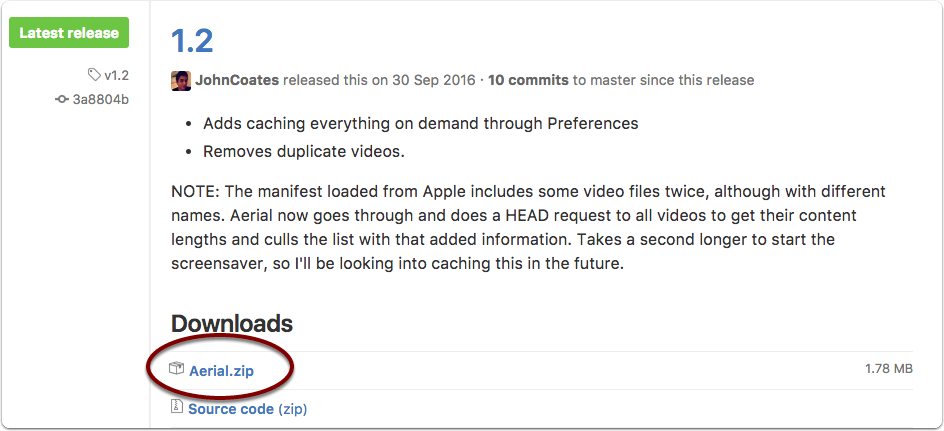 Latest release
v1.2
3a8804b
1.2
JohnCoates released this on 30 Sep 2016 · 10 commits to master since this release
• Adds caching everything on demand through Preferences
• Removes duplicate videos.
NOTE: The manifest loaded from Apple includes some video files twice, although with different
names. Aerial now goes through and does a HEAD request to all videos to get their content
lengths and culls the list with that added information. Takes a second longer to start the
screensaver, so I'll be looking into caching this in the future.
Downloads
Aerial.zip 1.78 MB
Source code (zip)